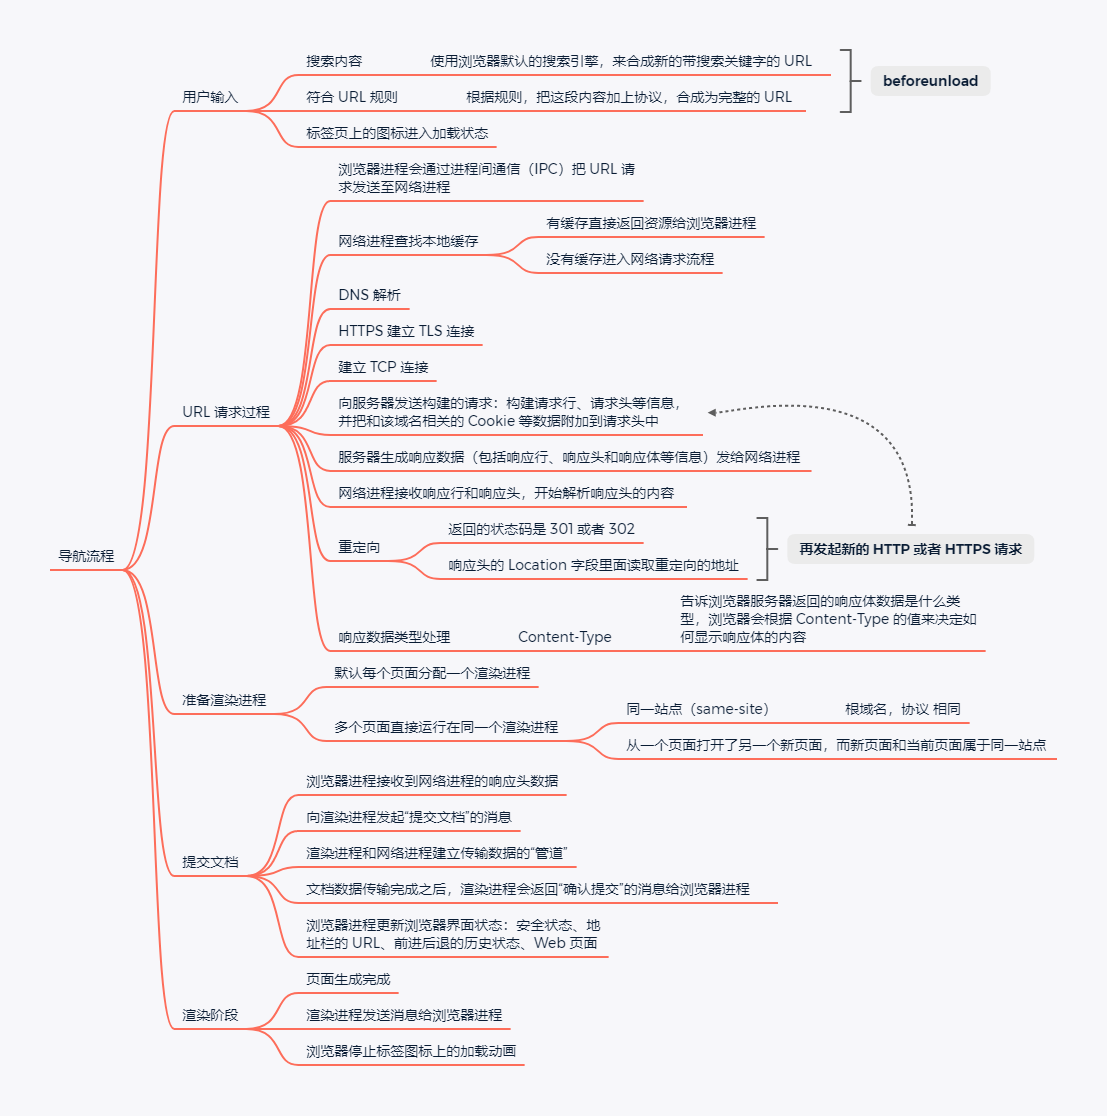 导航流程
用户输入
搜索内容
使用浏览器默认的搜索引擎，来合成新的带搜索关键字的 URL
符合 URL 规则
根据规则，把这段内容加上协议，合成为完整的 URL
beforeunload
标签页上的图标进入加载状态
URL 请求过程
浏览器进程会通过进程间通信（IPC）把 URL 请
求发送至网络进程
网络进程查找本地缓存
有缓存直接返回资源给浏览器进程
没有缓存进入网络请求流程
DNS 解析
HTTPS 建立 TLS 连接
建立 TCP 连接
向服务器发送构建的请求：构建请求行、请求头等信息，
并把和该域名相关的 Cookie 等数据附加到请求头中
服务器生成响应数据（包括响应行、响应头和响应体等信息）发给网络进程
网络进程接收响应行和响应头，开始解析响应头的内容
重定向
返回的状态码是 301 或者 302
响应头的 Location 字段里面读取重定向的地址
再发起新的 HTTP 或者 HTTPS 请求
响应数据类型处理
Content-Type
告诉浏览器服务器返回的响应体数据是什么类
型，浏览器会根据 Content-Type 的值来决定如
何显示响应体的内容
准备渲染进程
默认每个页面分配一个渲染进程
多个页面直接运行在同一个渲染进程
同一站点（same-site）
根域名，协议 相同
从一个页面打开了另一个新页面，而新页面和当前页面属于同一站点
提交文档
浏览器进程接收到网络进程的响应头数据
向渲染进程发起“提交文档”的消息
渲染进程和网络进程建立传输数据的“管道”
文档数据传输完成之后，渲染进程会返回“确认提交”的消息给浏览器进程
浏览器进程更新浏览器界面状态：安全状态、地
址栏的 URL、前进后退的历史状态、Web 页面
渲染阶段
页面生成完成
渲染进程发送消息给浏览器进程
浏览器停止标签图标上的加载动画